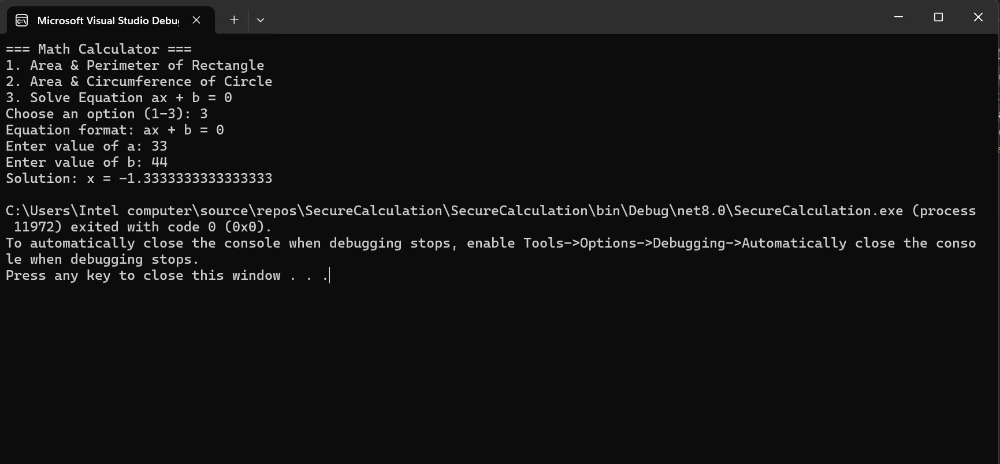 Microsoft Visual Studio Debu
=== Math Calculator ===
1. Area & Perimeter of Rectangle
2. Area & Circumference of Circle
3. Solve Equation ax + b = 0
Choose an option (1-3): 3
Equation format: ax + b = 0
Enter value of a: 33
Enter value of b: 44
Solution: x = -1.3333333333333333
C:\Users\Intel computer\source\repos\SecureCalculation\SecureCalculation\bin\Debug\net8.0\SecureCalculation.exe (process
 11972) exited with code 0 (0x0).
To automatically close the console when debugging stops, enable Tools->Options->Debugging->Automatically close the conso
le when debugging stops.
Press any key to close this window . . .